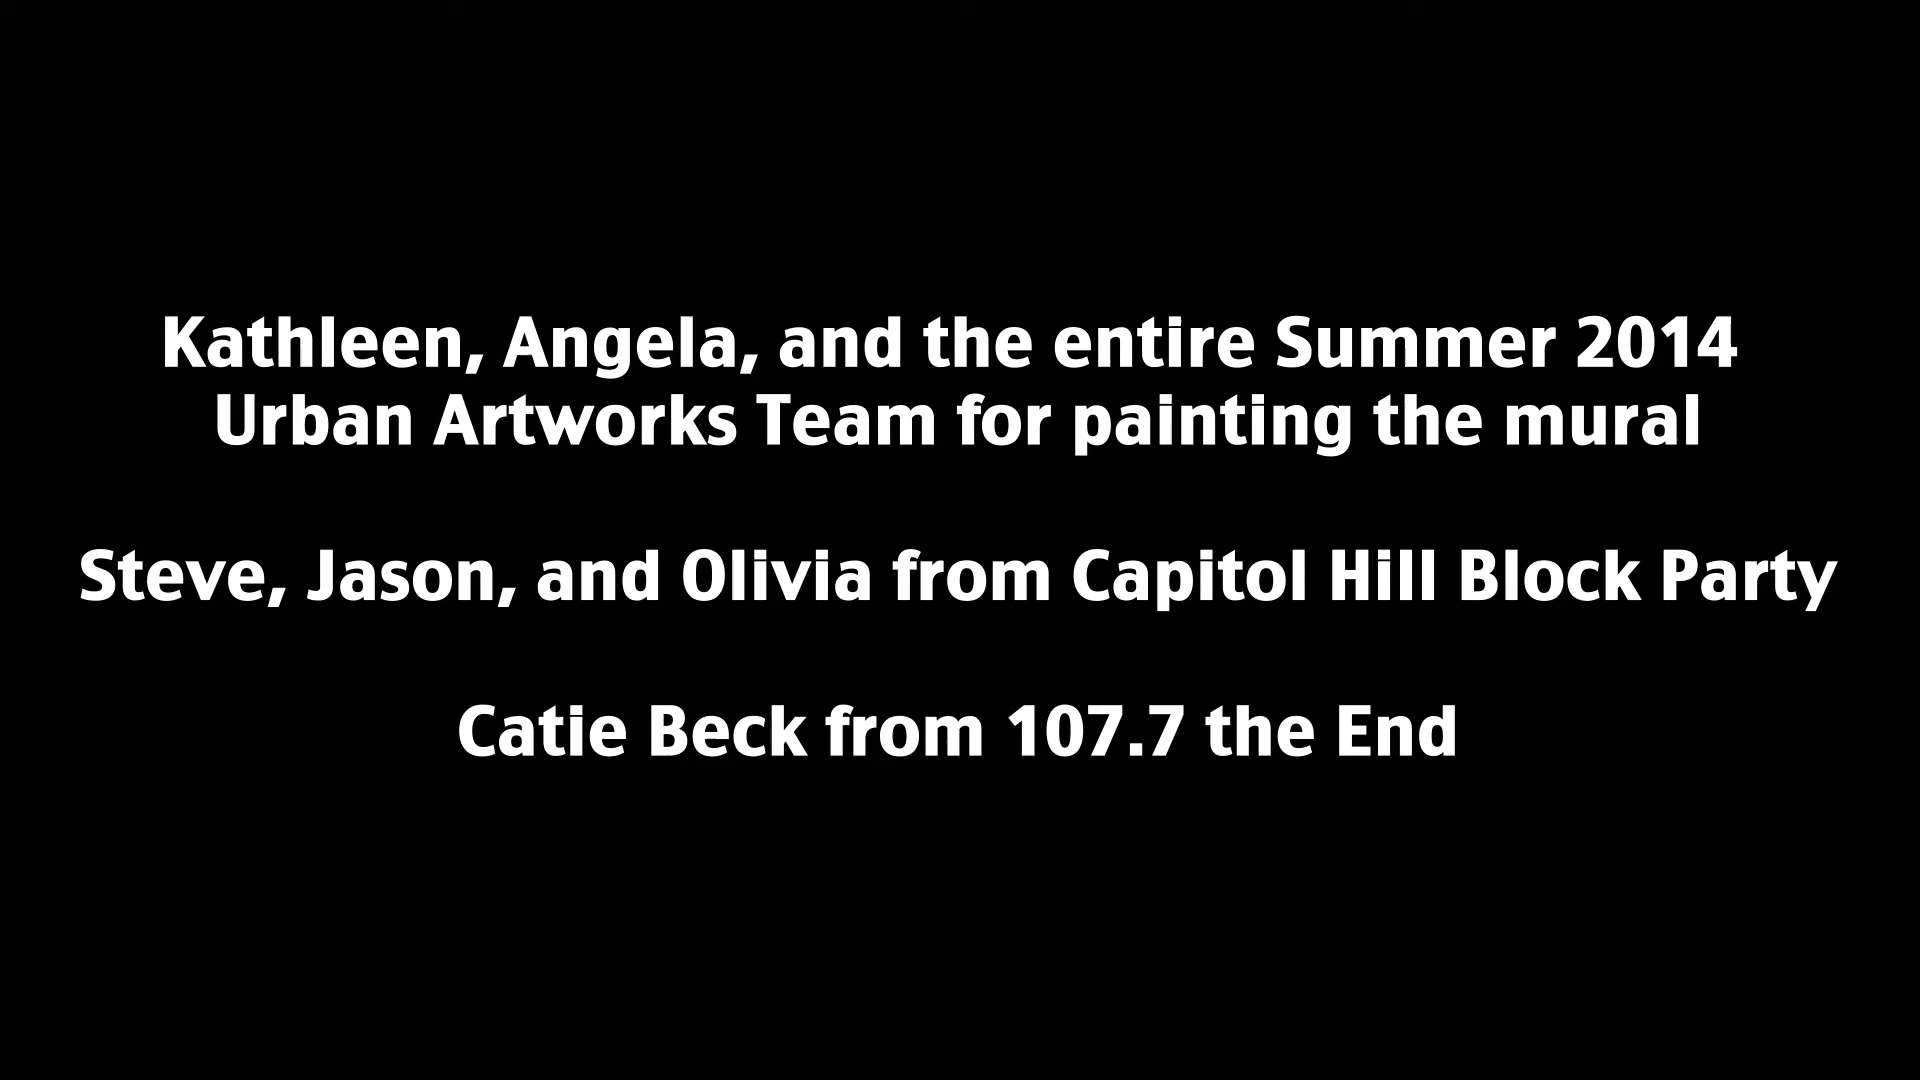 Kathleen, Angela, and the entire Summer 2014
Urban Artworks Team for painting the mural
Steve, Jason, and Olivia from Capitol Hill Block Party
Catie Beck from 107.7 the End